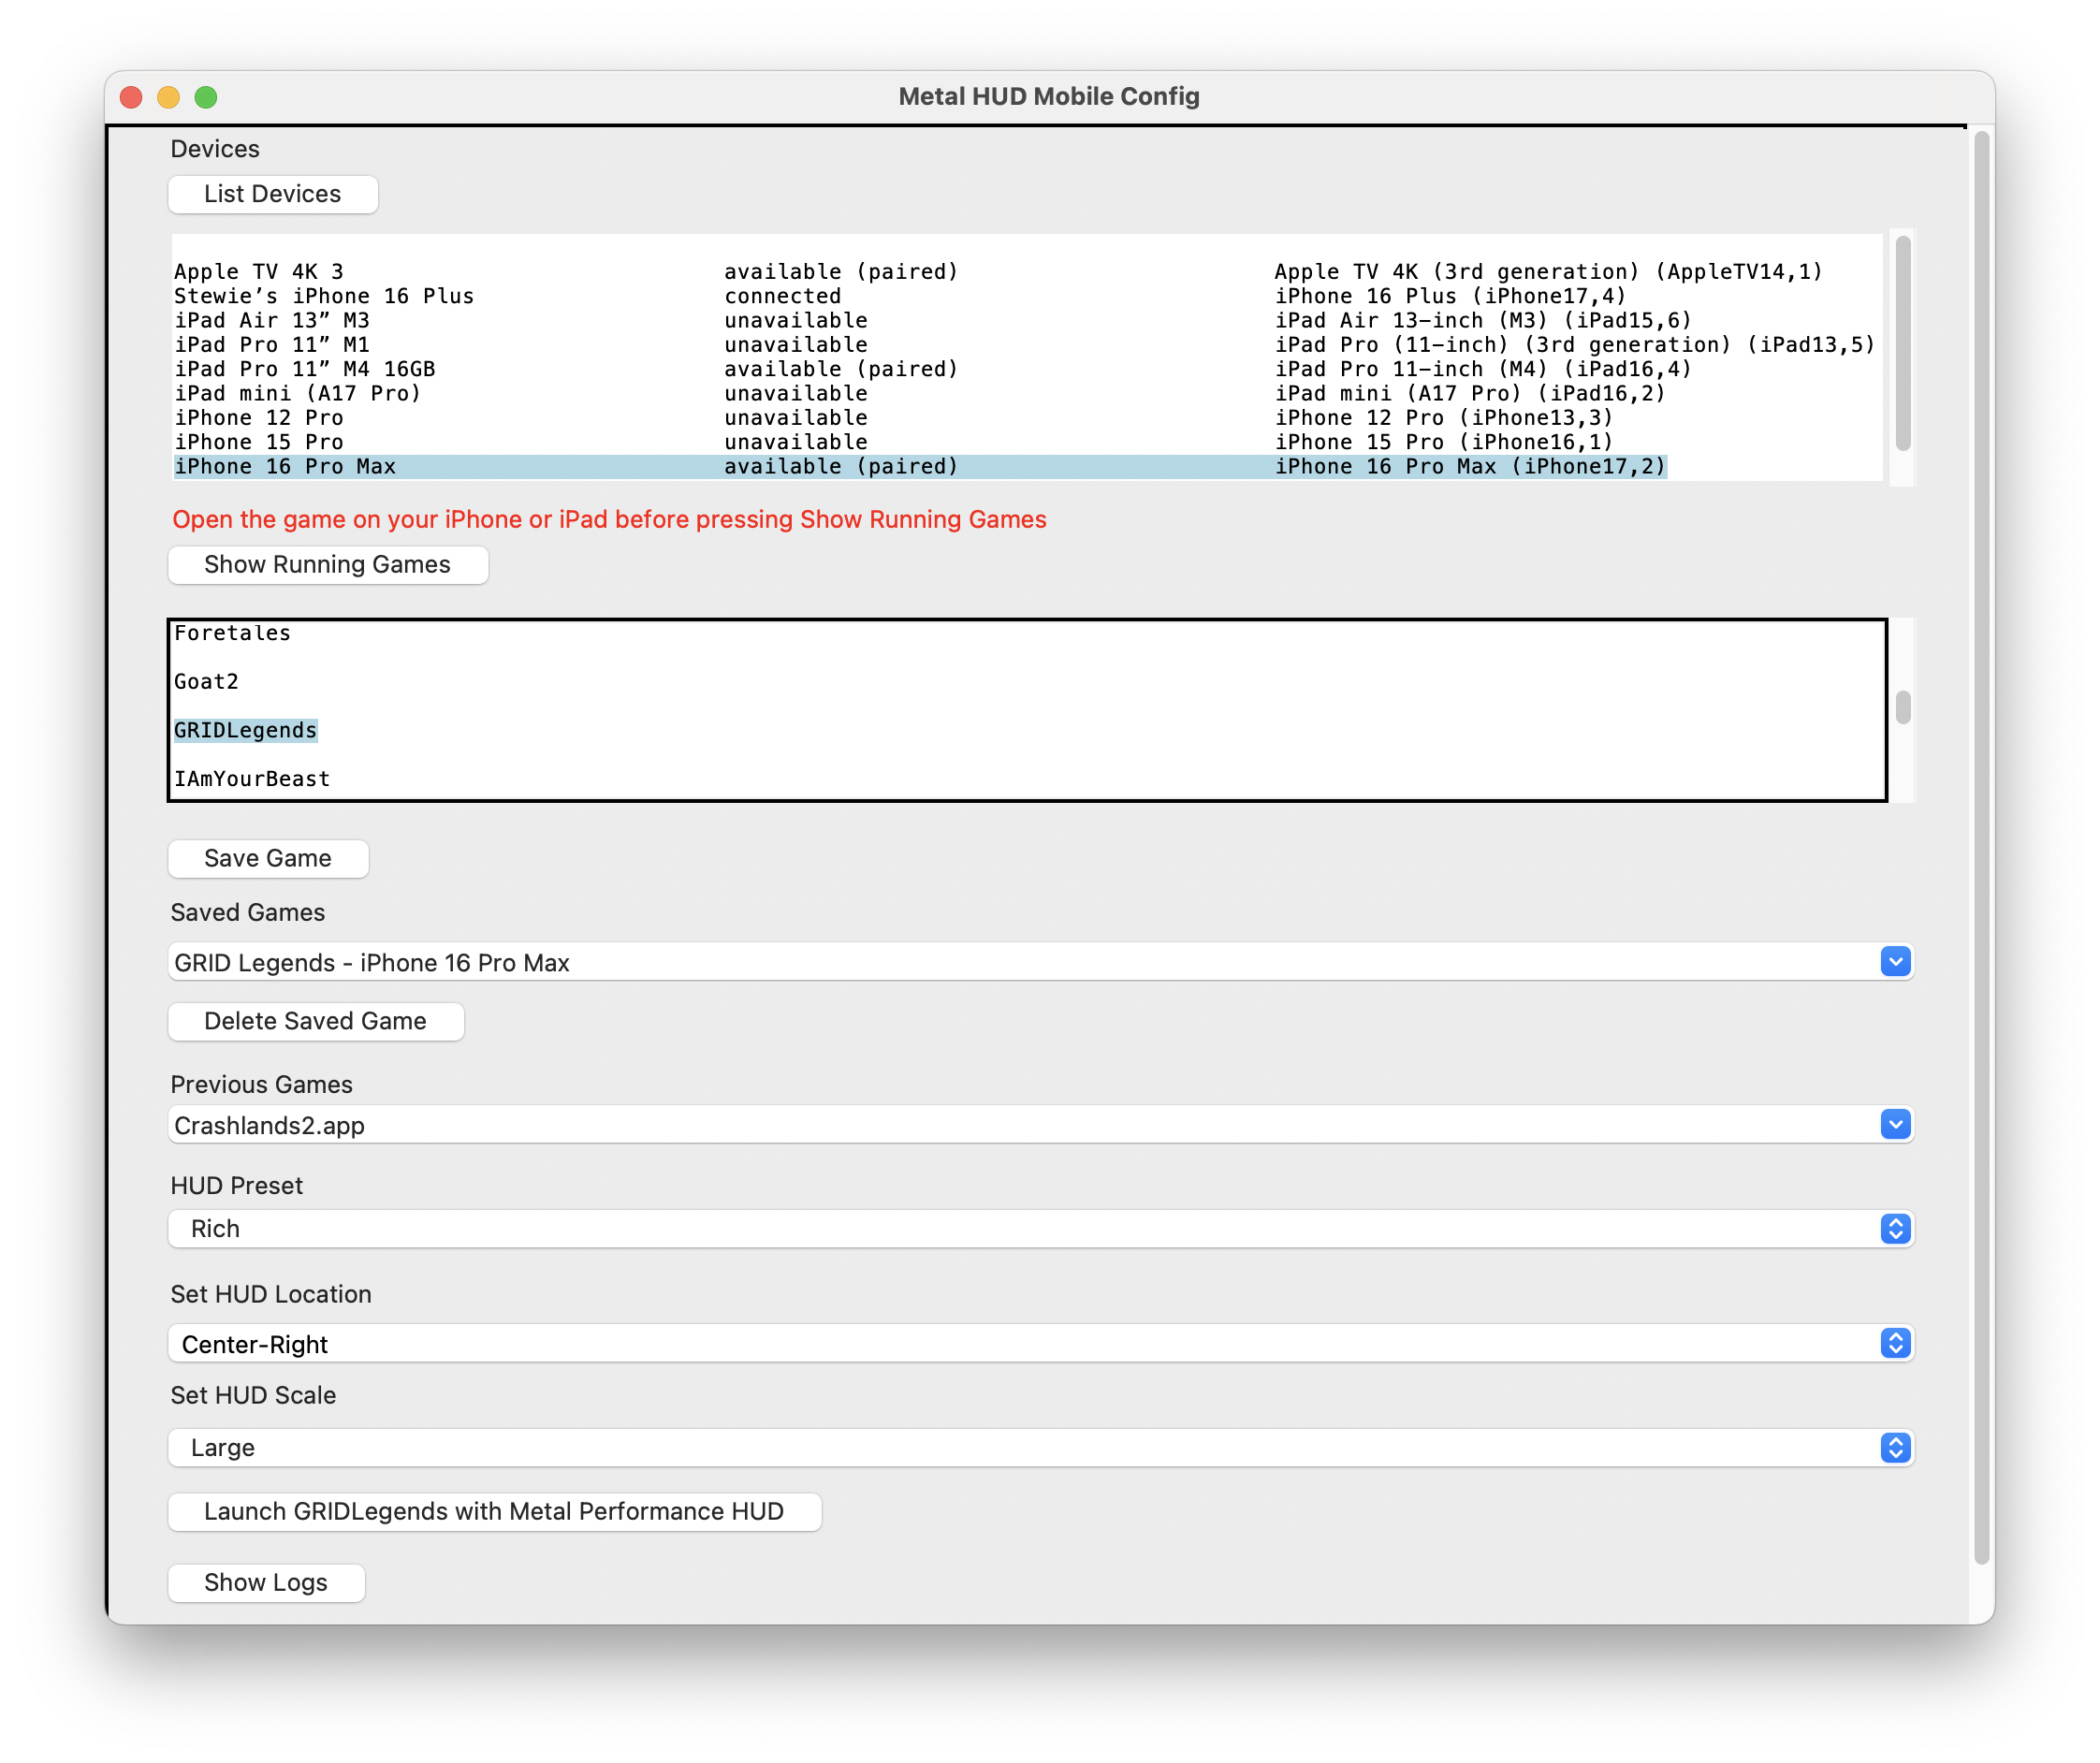 Metal HUD Mobile Config
Devices
List Devices
Apple TV 4K 3 available (paired) Apple TV 4K (3rd generation) (AppleTV14,1)
Stewie’s iPhone 16 Plus connected iPhone 16 Plus (iPhone17,4)
iPad Air 13” M3 unavailable iPad Air 13-inch (M3) (iPad15,6)
iPad Pro 11” M1 unavailable iPad Pro (11-inch) (3rd generation) (iPad13,5)
iPad Pro 11” M4 16GB available (paired) iPad Pro 11-inch (M4) (iPad16,4)
iPad mini (A17 Pro) unavailable iPad mini (A17 Pro) (iPad16,2)
iPhone 12 Pro unavailable iPhone 12 Pro (iPhone13,3)
iPhone 15 Pro unavailable iPhone 15 Pro (iPhone16,1)
iPhone 16 Pro Max available (paired) iPhone 16 Pro Max (iPhone17,2)
Open the game on your iPhone or iPad before pressing Show Running Games
Show Running Games
Foretales
Goat2
GRIDLegends
IAmYourBeast
Save Game
Saved Games
GRID Legends - iPhone 16 Pro Max
Delete Saved Game
Previous Games
Crashlands2.app
HUD Preset
Rich
Set HUD Location
Center-Right
Set HUD Scale
Large
Launch GRIDLegends with Metal Performance HUD
Show Logs